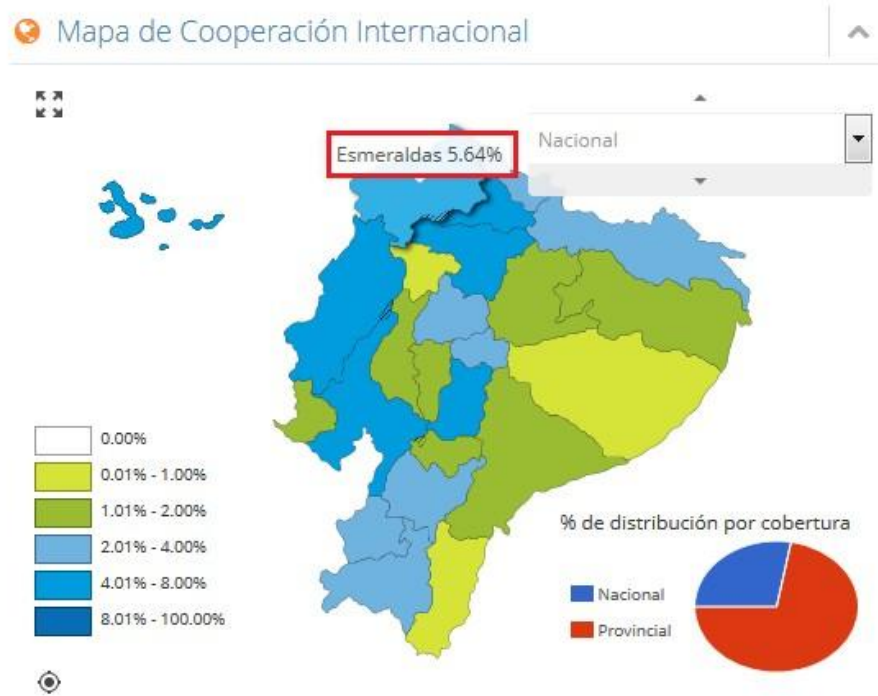 Mapa de Cooperación Internacional
Esmeraldas 5.64%
Nacional
0.00%
0.01% - 1.00%
1.01% - 2.00%
2.01% - 4.00%
4.01% - 8.00%
8.01% - 100.00%
% de distribución por cobertura
Nacional
Provincial